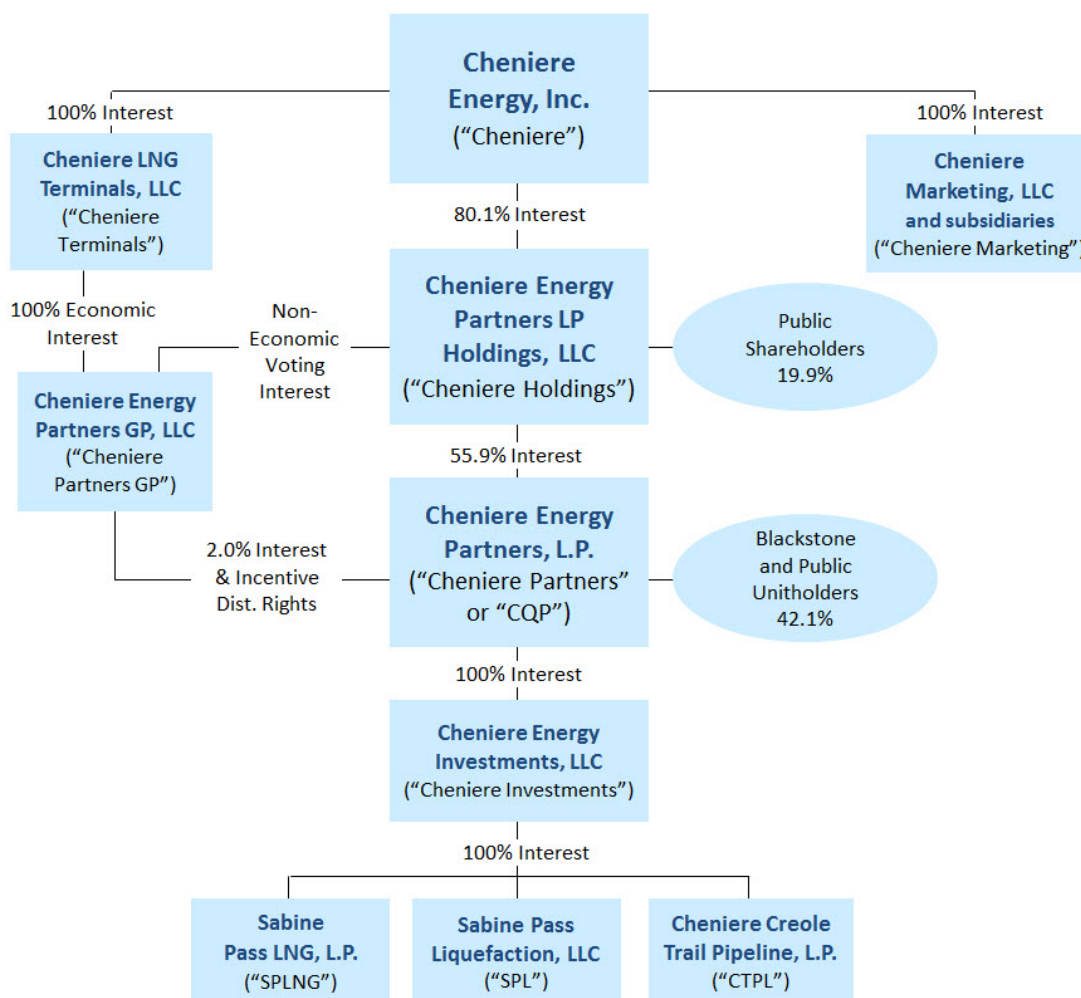 Cheniere
Energy, Inc.
(“Cheniere”)
100% Interest
100% Interest
Cheniere LNG
Terminals, LLC
(“Cheniere
Terminals”)
Cheniere
Marketing, LLC
and subsidiaries
(“Cheniere Marketing”)
80.1% Interest
100% Economic
Interest
Non-
Economic
Voting
Interest
Cheniere Energy
Partners LP
Holdings, LLC
(“Cheniere Holdings”)
Public
Shareholders
19.9%
Cheniere Energy
Partners GP, LLC
(“Cheniere
Partners GP”)
55.9% Interest
2.0% Interest
& Incentive
Dist. Rights
Cheniere Energy
Partners, L.P.
(“Cheniere Partners”
or “CQP”)
Blackstone
and Public
Unitholders
42.1%
100% Interest
Cheniere Energy
Investments, LLC
(“Cheniere Investments”)
100% Interest
Sabine
Pass LNG, L.P.
(“SPLNG”)
Sabine Pass
Liquefaction, LLC
(“SPL”)
Cheniere Creole
Trail Pipeline, L.P.
(“CTPL”)